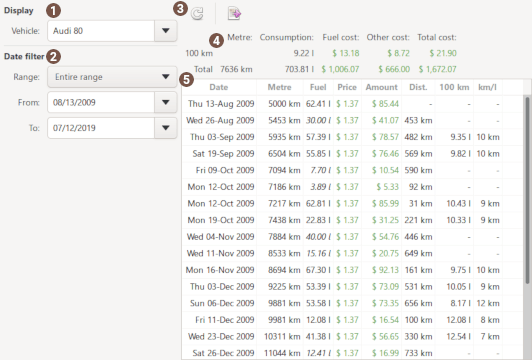 Display 1
Vehicle: Audi 80
Date filter 2
Range: Entire range
From: 08/13/2009
To: 07/12/2019
3
4 Metre: Consumption: Fuel cost: Other cost: Total cost:
100 km 9.22 l $ 13.18 $ 8.72 $ 21.90
Total 7636 km 703.81 l $ 1,006.07 $ 666.00 $ 1,672.07
5
Date Metre Fuel Price Amount Dist. 100 km km/l
Thu 13-Aug 2009 5000 km 62.41 l $ 1.37 $ 85.44 - - -
Wed 26-Aug 2009 5453 km 30.00 l $ 1.37 $ 41.07 453 km - -
Thu 03-Sep 2009 5935 km 57.39 l $ 1.37 $ 78.57 482 km 9.35 l 10 km
Sat 19-Sep 2009 6504 km 55.85 l $ 1.37 $ 76.46 569 km 9.82 l 10 km
Fri 09-Oct 2009 7094 km 7.70 l $ 1.37 $ 10.54 590 km - -
Mon 12-Oct 2009 7186 km 3.89 l $ 1.37 $ 5.33 92 km - -
Mon 12-Oct 2009 7217 km 62.81 l $ 1.37 $ 85.99 31 km 10.43 l 9 km
Mon 19-Oct 2009 7438 km 22.83 l $ 1.37 $ 31.25 221 km 10.33 l 9 km
Wed 04-Nov 2009 7884 km 40.00 l $ 1.37 $ 54.76 446 km - -
Wed 11-Nov 2009 8533 km 15.16 l $ 1.37 $ 20.75 649 km - -
Mon 16-Nov 2009 8694 km 67.30 l $ 1.37 $ 92.13 161 km 9.75 l 10 km
Thu 03-Dec 2009 9225 km 53.39 l $ 1.37 $ 73.09 531 km 10.05 l 9 km
Sun 06-Dec 2009 9881 km 53.58 l $ 1.37 $ 73.35 656 km 8.17 l 12 km
Fri 11-Dec 2009 9981 km 12.08 l $ 1.37 $ 16.54 100 km 12.08 l 8 km
Wed 23-Dec 2009 10311 km 41.38 l $ 1.37 $ 56.65 330 km 12.54 l 7 km
Sat 26-Dec 2009 11044 km 12.41 l $ 1.37 $ 16.99 733 km - -